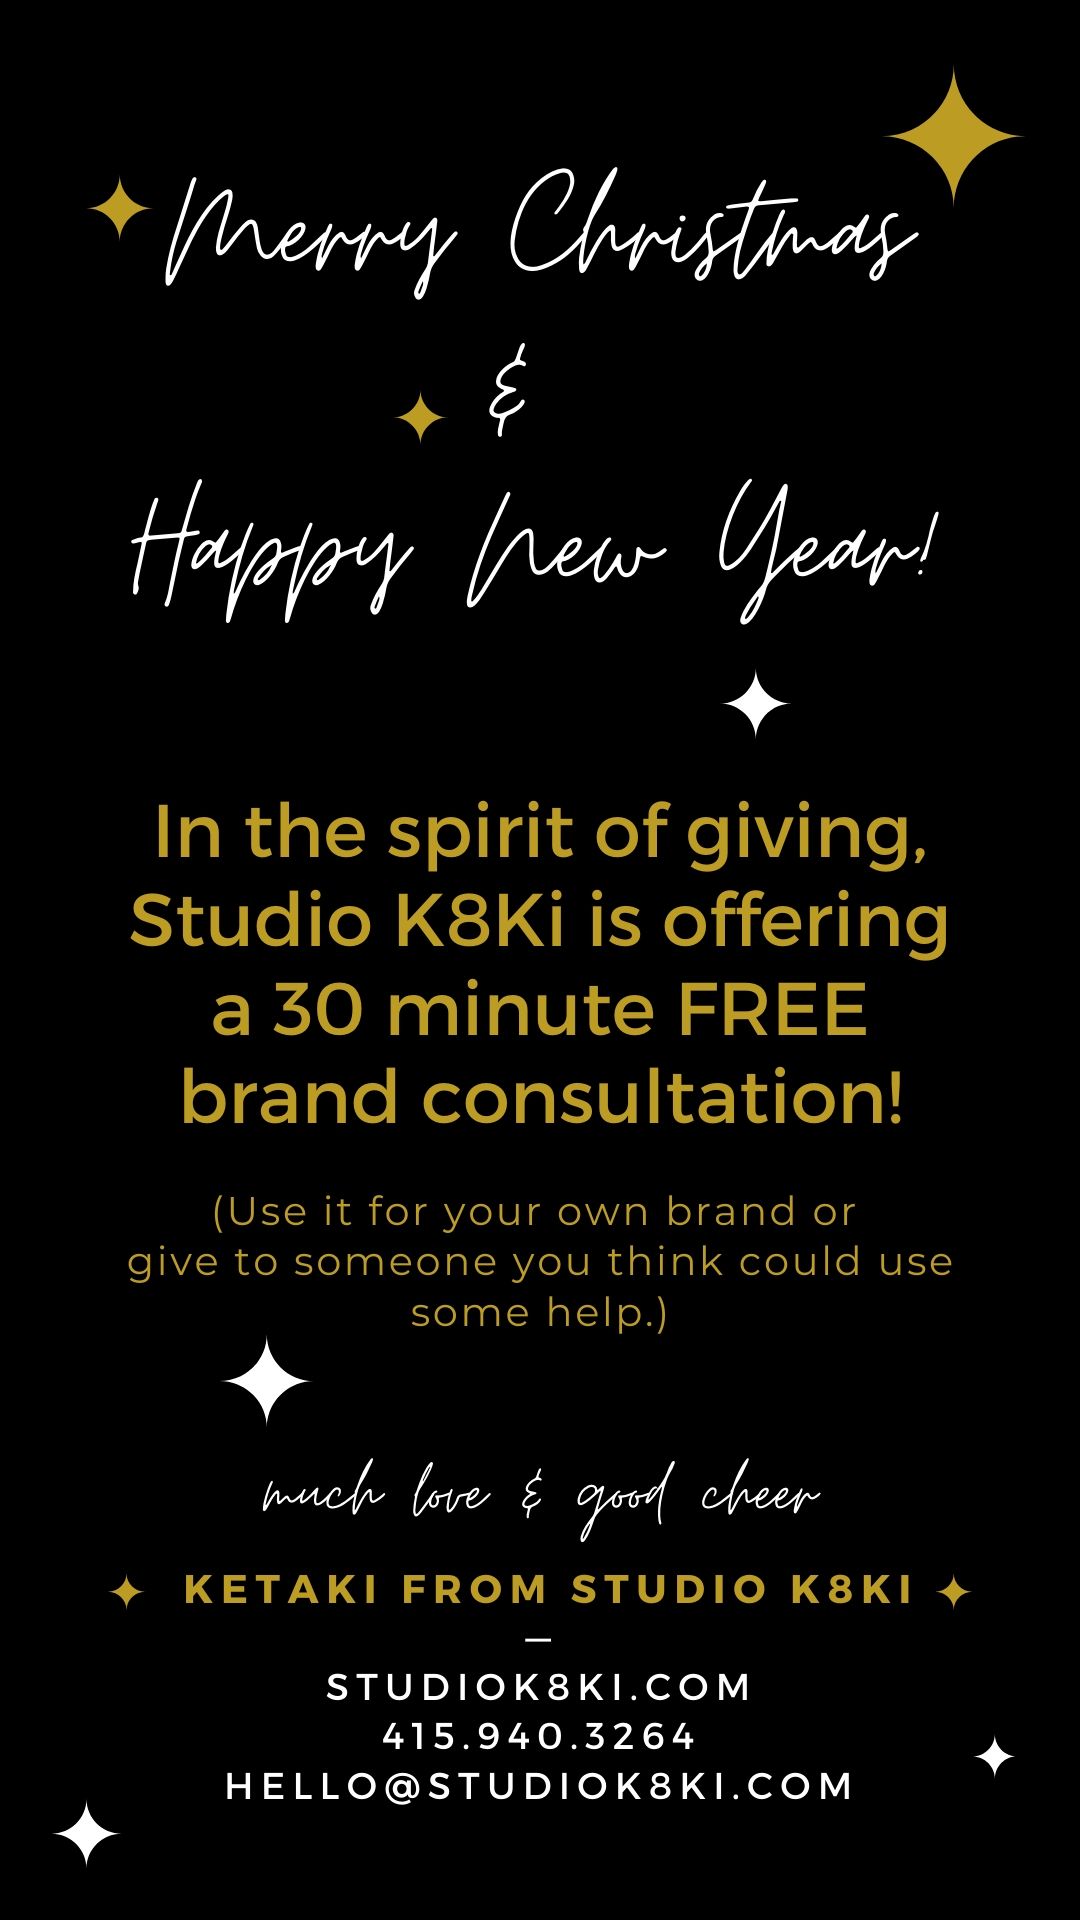 Merry Christmas
&
Happy New Year!
In the spirit of giving,
Studio K8Ki is offering
a 30 minute FREE
brand consultation!
(Use it for your own brand or
give to someone you think could use
some help.)
much love & good cheer
KETAKI FROM STUDIO K8KI
—
STUDIOK8KI.COM
415.940.3264
HELLO@STUDIOK8KI.COM